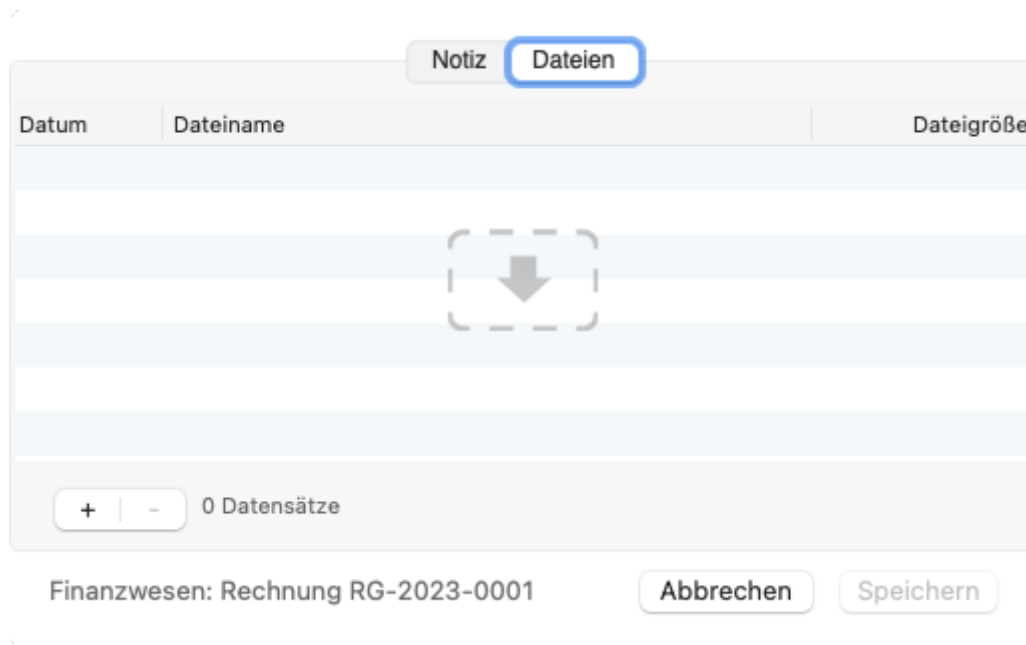 Notiz Dateien
Datum Dateiname Dateigröße
+ - 0 Datensätze
Finanzwesen: Rechnung RG-2023-0001 Abbrechen Speichern